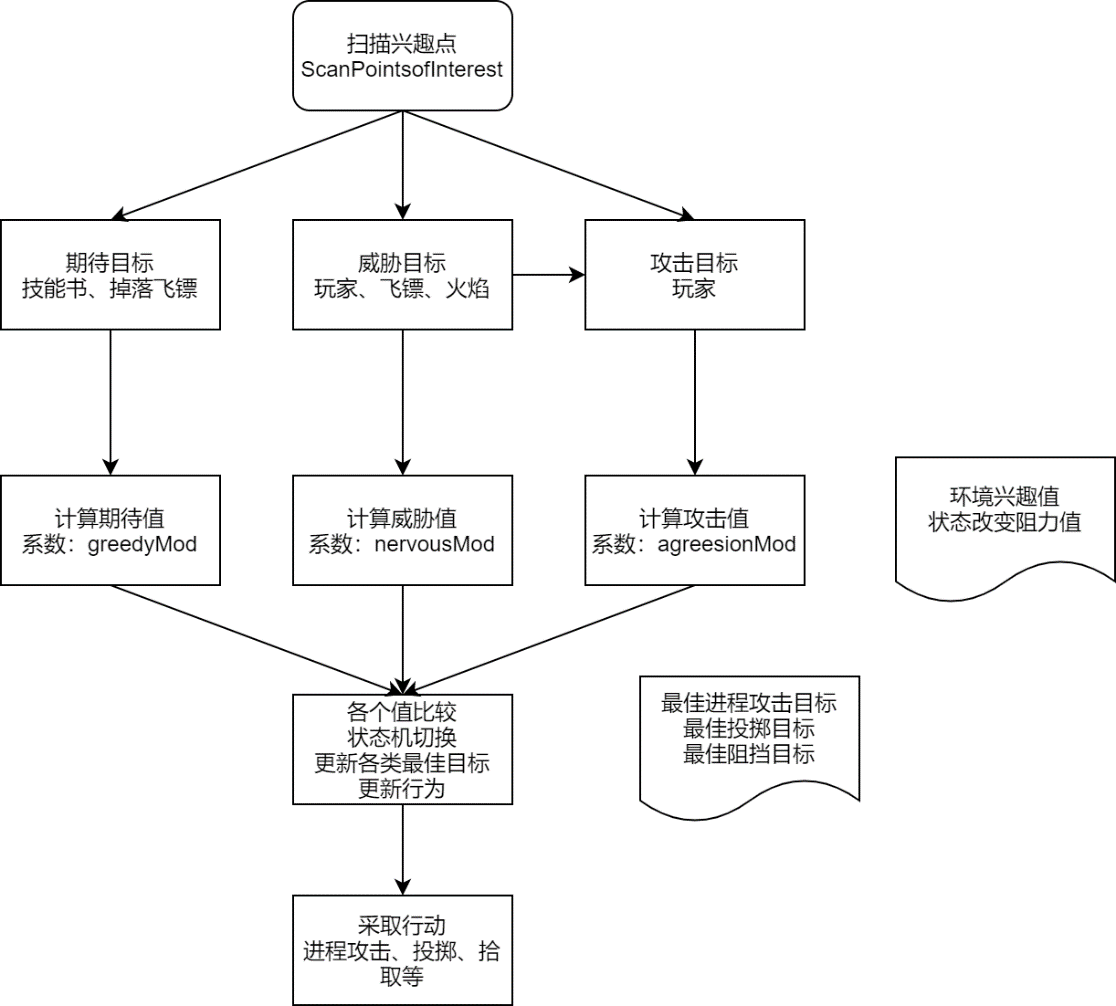 扫描兴趣点
ScanPointsofInterest
期待目标
技能书、掉落飞镖
威胁目标
玩家、飞镖、火焰
攻击目标
玩家
计算期待值
系数：greedyMod
计算威胁值
系数：nervousMod
计算攻击值
系数：agreesionMod
环境兴趣值
状态改变阻力值
各个值比较
状态机切换
更新各类最佳目标
更新行为
最佳进程攻击目标
最佳投掷目标
最佳阻挡目标
采取行动
进程攻击、投掷、拾
取等